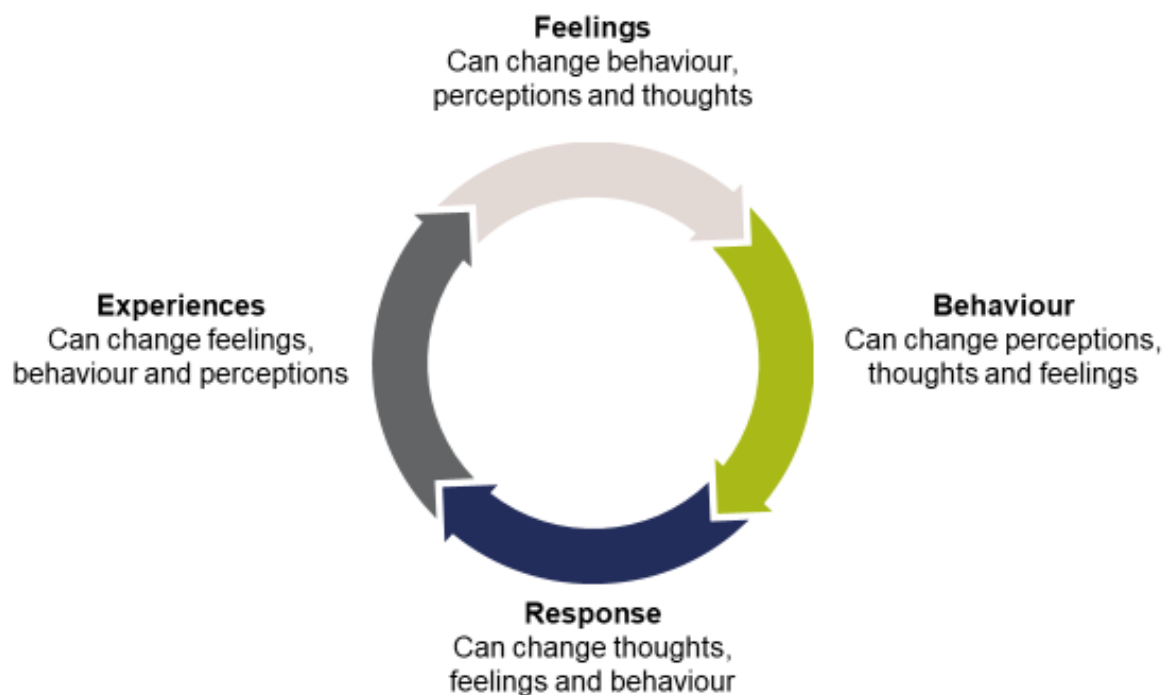 Feelings
Can change behaviour,
perceptions and thoughts
Experiences
Can change feelings,
behaviour and perceptions
Behaviour
Can change perceptions,
thoughts and feelings
Response
Can change thoughts,
feelings and behaviour